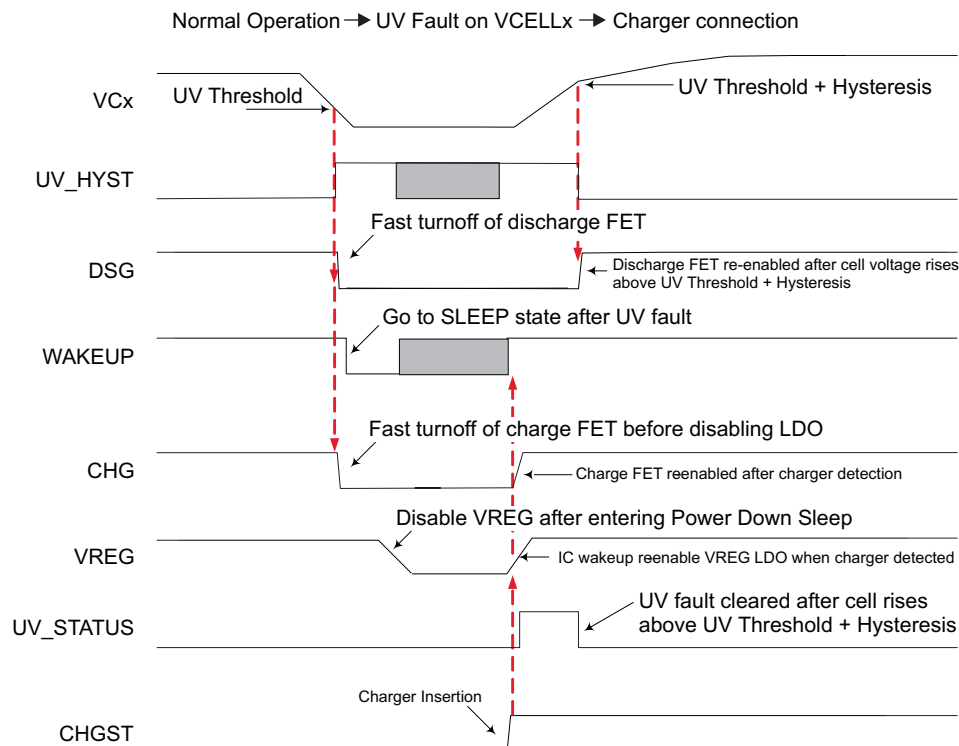 Normal Operation → UV Fault on VCELLx → Charger connection
VCx
UV Threshold
UV Threshold + Hysteresis
UV_HYST
Fast turnoff of discharge FET
DSG
Discharge FET re-enabled after cell voltage rises
above UV Threshold + Hysteresis
Go to SLEEP state after UV fault
WAKEUP
Fast turnoff of charge FET before disabling LDO
CHG
Charge FET reenabled after charger detection
Disable VREG after entering Power Down Sleep
VREG
IC wakeup reenable VREG LDO when charger detected
UV_STATUS
UV fault cleared after cell rises
above UV Threshold + Hysteresis
Charger Insertion
CHGST